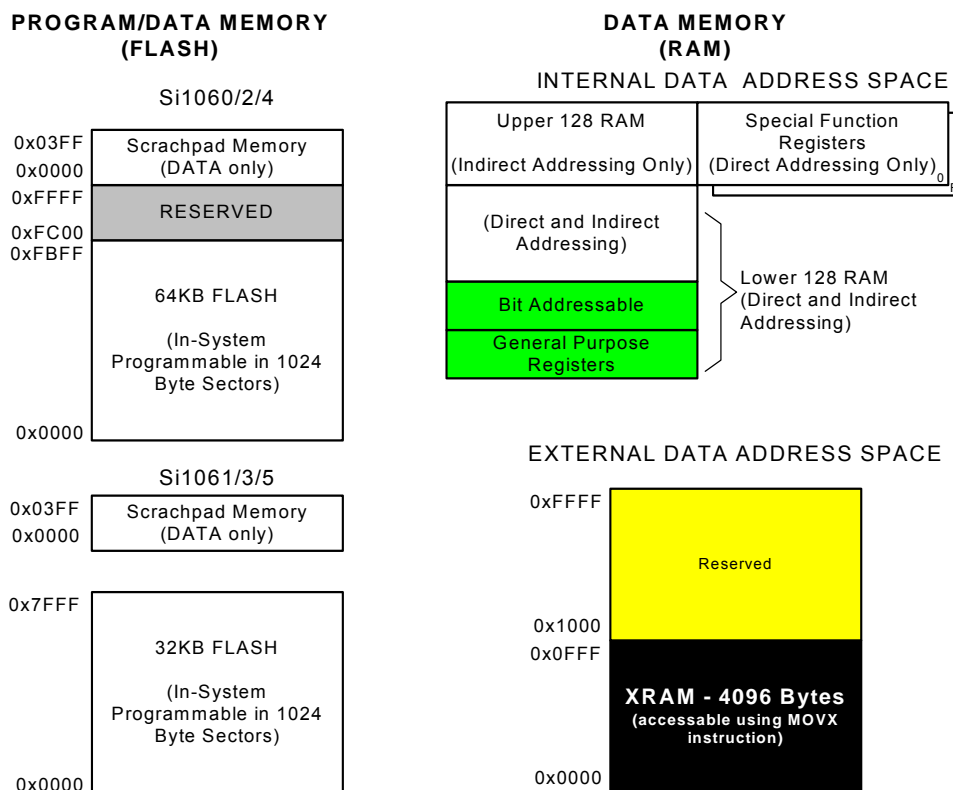 PROGRAM/DATA MEMORY
(FLASH)
Si1060/2/4
0x03FF
Scrachpad Memory
(DATA only)
0x0000
0xFFFF
RESERVED
0xFC00
0xFBFF
64KB FLASH
(In-System
Programmable in 1024
Byte Sectors)
0x0000
Si1061/3/5
0x03FF
Scrachpad Memory
(DATA only)
0x0000
0x7FFF
32KB FLASH
(In-System
Programmable in 1024
Byte Sectors)
0x0000
DATA MEMORY
(RAM)
INTERNAL DATA ADDRESS SPACE
Upper 128 RAM
(Indirect Addressing Only)
Special Function
Registers
(Direct Addressing Only)
0
(Direct and Indirect
Addressing)
Bit Addressable
General Purpose
Registers
Lower 128 RAM
(Direct and Indirect
Addressing)
EXTERNAL DATA ADDRESS SPACE
0xFFFF
Reserved
0x1000
0x0FFF
XRAM - 4096 Bytes
(accessable using MOVX
instruction)
0x0000